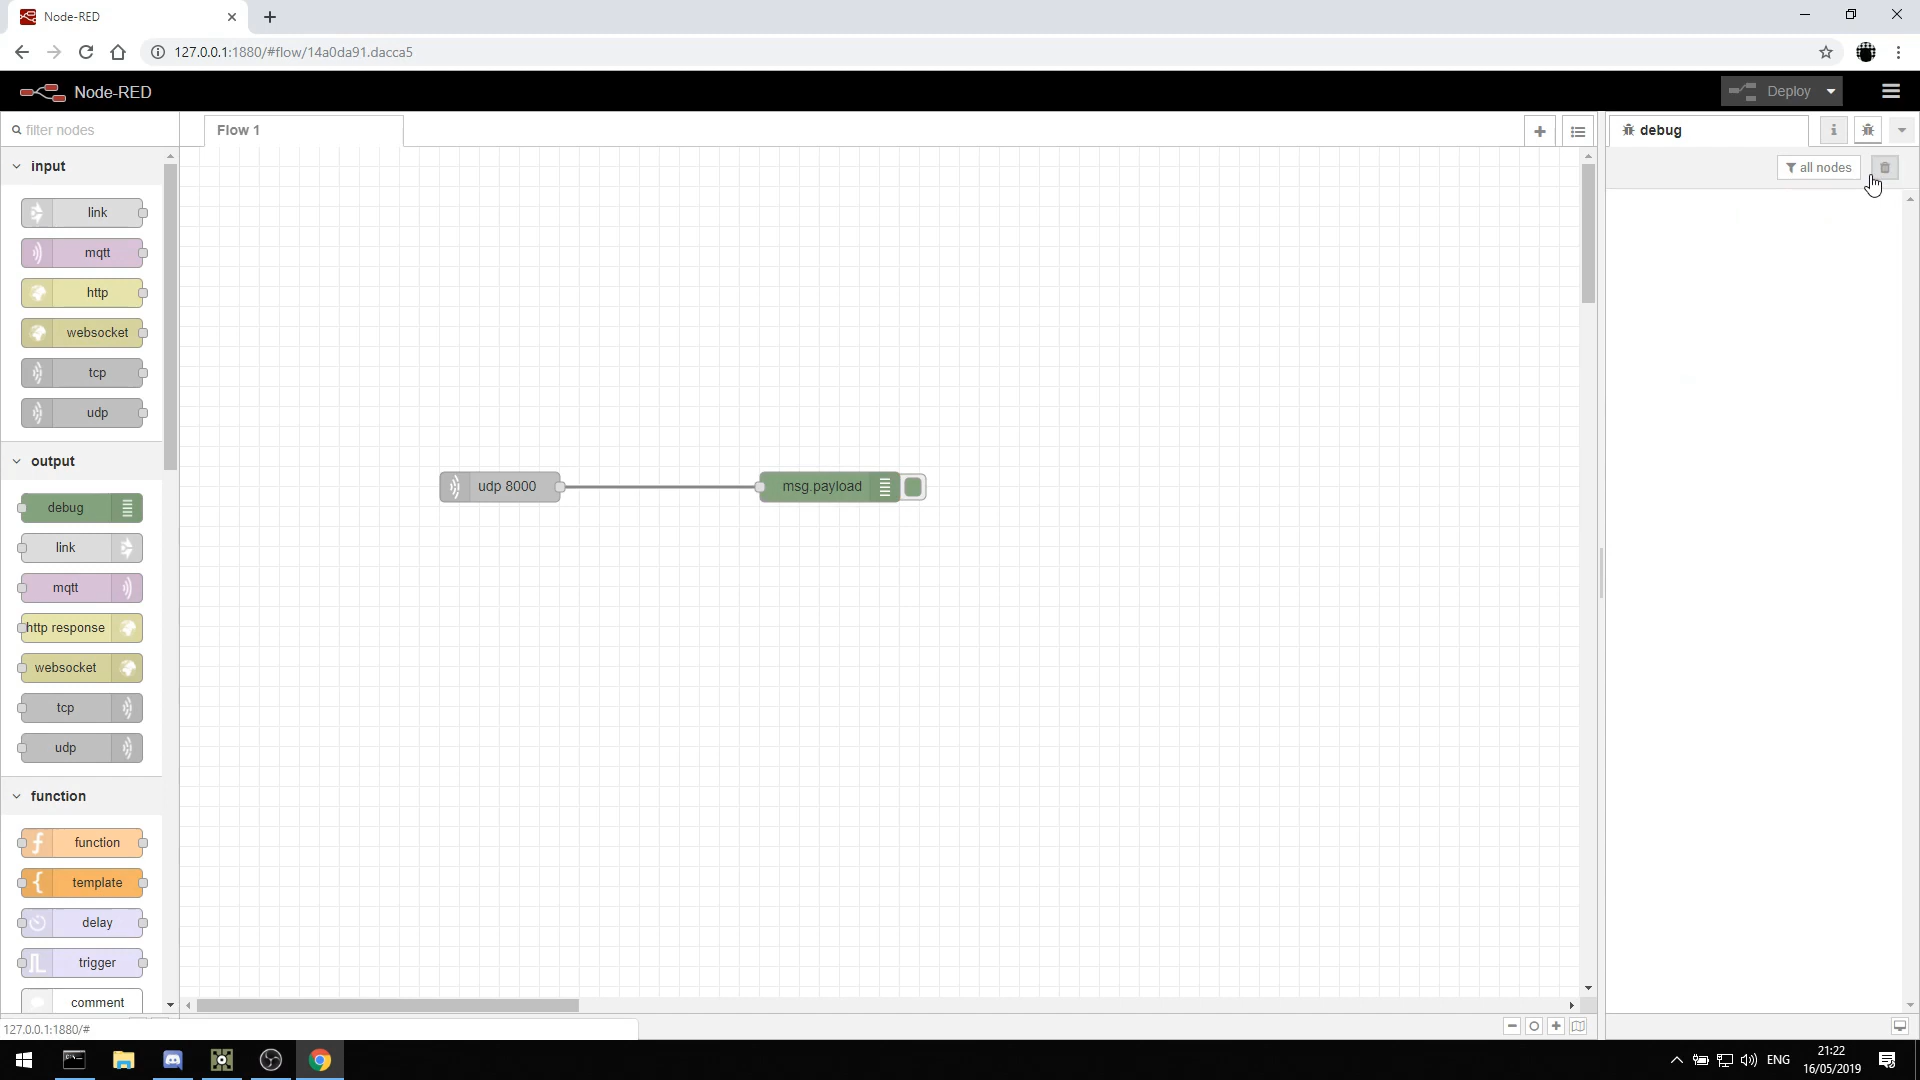 Node-RED
127.0.0.1:1880/#flow/14a0da91.dacca5
Node-RED
Deploy
filter nodes
Flow 1
debug
i
all nodes
input
link
mqtt
http
websocket
tcp
udp
output
debug
link
mqtt
http response
websocket
tcp
udp
function
function
template
delay
trigger
comment
udp 8000
msg.payload
127.0.0.1:1880/#
ENG
21:22
16/05/2019